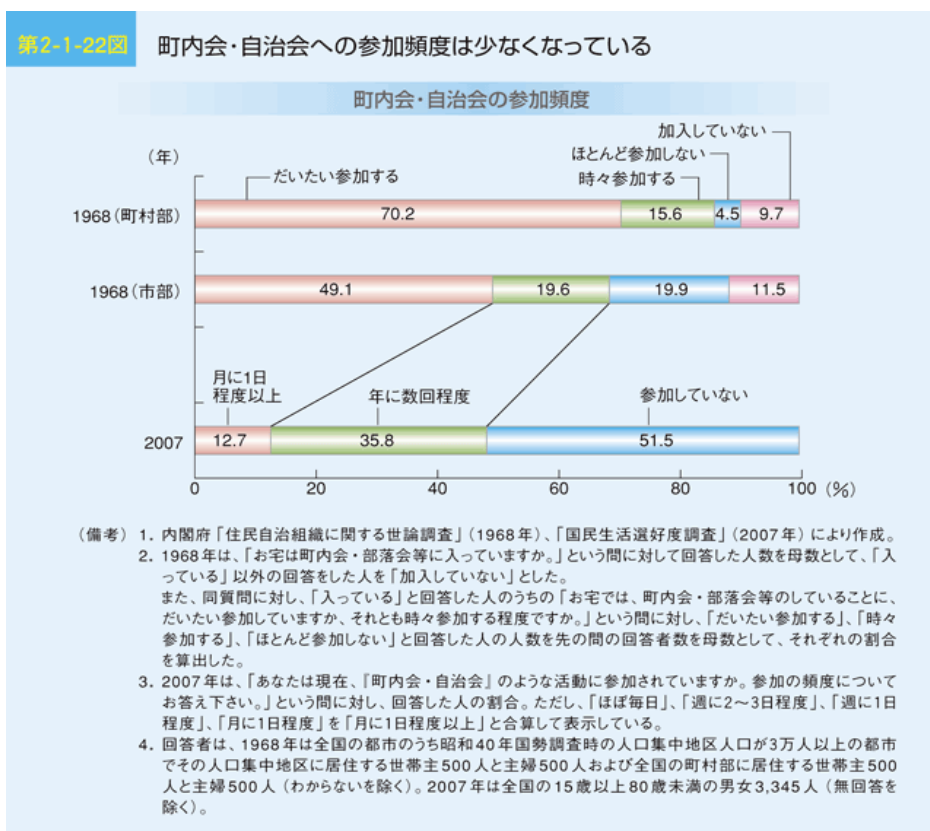 第2-1-22図 町内会・自治会への参加頻度は少なくなっている
町内会・自治会の参加頻度
加入していない
ほとんど参加しない
（年）
だいたい参加する 時々参加する
1968（町村部） 70.2 15.6 4.5 9.7
1968（市部） 49.1 19.6 19.9 11.5
月に1日
程度以上 年に数回程度 参加していない
2007 12.7 35.8 51.5
0 20 40 60 80 100 （％）
（備考）1．内閣府「住民自治組織に関する世論調査」（1968年）、「国民生活選好度調査」（2007年）により作成。
2．1968年は、「お宅は町内会・部落会等に入っていますか。」という問に対して回答した人数を母数として、「入
っている」以外の回答をした人を「加入していない」とした。
また、同質問に対し、「入っている」と回答した人のうちの「お宅では、町内会・部落会等のしていることに、
だいたい参加していますか、それとも時々参加する程度ですか。」という問に対し、「だいたい参加する」、「時々
参加する」、「ほとんど参加しない」と回答した人の人数を先の問の回答者数を母数として、それぞれの割合
を算出した。
3．2007年は、「あなたは現在、『町内会・自治会』のような活動に参加されていますか。参加の頻度について
お答え下さい。」という問に対し、回答した人の割合。ただし、「ほぼ毎日」、「週に2～3日程度」、「週に1日
程度」、「月に1日程度」を「月に1日程度以上」と合算して表示している。
4．回答者は、1968年は全国の都市のうち昭和40年国勢調査時の人口集中地区人口が3万人以上の都市
でその人口集中地区に居住する世帯主500人と主婦500人および全国の町村部に居住する世帯主500
人と主婦500人（わからないを除く）。2007年は全国の15歳以上80歳未満の男女3,345人（無回答を
除く）。